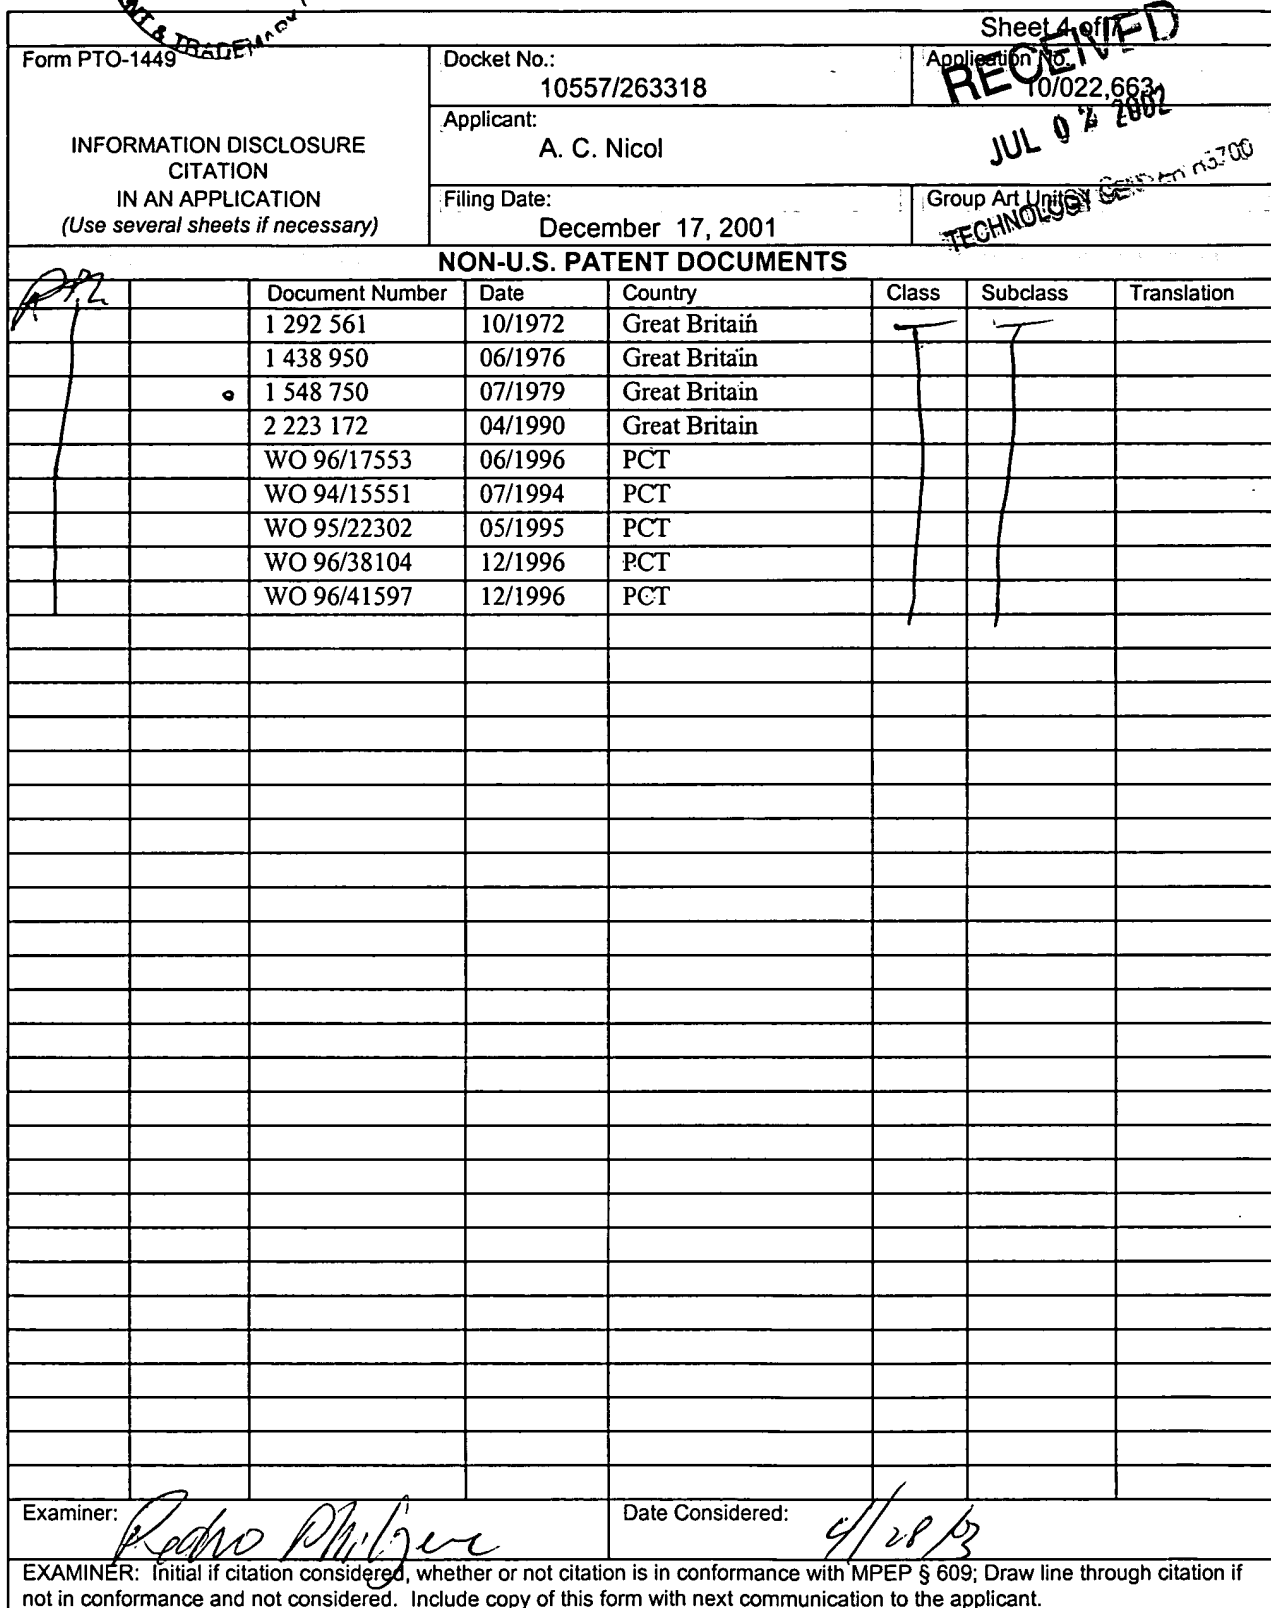 & TRADEMARK
Sheet 4 of 7
RECEIVED
Form PTO-1449
Docket No.:
10557/263318
Application No.
10/022,663
JUL 0 2 2002
INFORMATION DISCLOSURE
CITATION
IN AN APPLICATION
(Use several sheets if necessary)
Applicant:
A. C. Nicol
Filing Date:
December 17, 2001
Group Art Unit:
TECHNOLOGY CENTER R3700
NON-U.S. PATENT DOCUMENTS
Document Number Date Country Class Subclass Translation
1 292 561 10/1972 Great Britain
1 438 950 06/1976 Great Britain
1 548 750 07/1979 Great Britain
2 223 172 04/1990 Great Britain
WO 96/17553 06/1996 PCT
WO 94/15551 07/1994 PCT
WO 95/22302 05/1995 PCT
WO 96/38104 12/1996 PCT
WO 96/41597 12/1996 PCT
Examiner: Pedro Date Considered: 4/28/03
EXAMINER: Initial if citation considered, whether or not citation is in conformance with MPEP § 609; Draw line through citation if
not in conformance and not considered. Include copy of this form with next communication to the applicant.